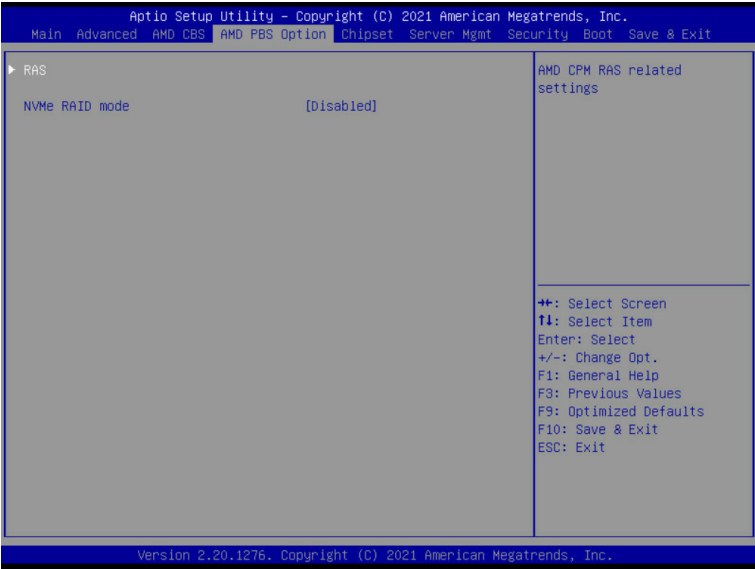 Aptio Setup Utility – Copyright (C) 2021 American Megatrends, Inc.
Main Advanced AMD CBS AMD PBS Option Chipset Server Mgmt Security Boot Save & Exit
▶ RAS
NVMe RAID mode [Disabled]
AMD CPM RAS related
settings
→←: Select Screen
↑↓: Select Item
Enter: Select
+/-: Change Opt.
F1: General Help
F3: Previous Values
F9: Optimized Defaults
F10: Save & Exit
ESC: Exit
Version 2.20.1276. Copyright (C) 2021 American Megatrends, Inc.